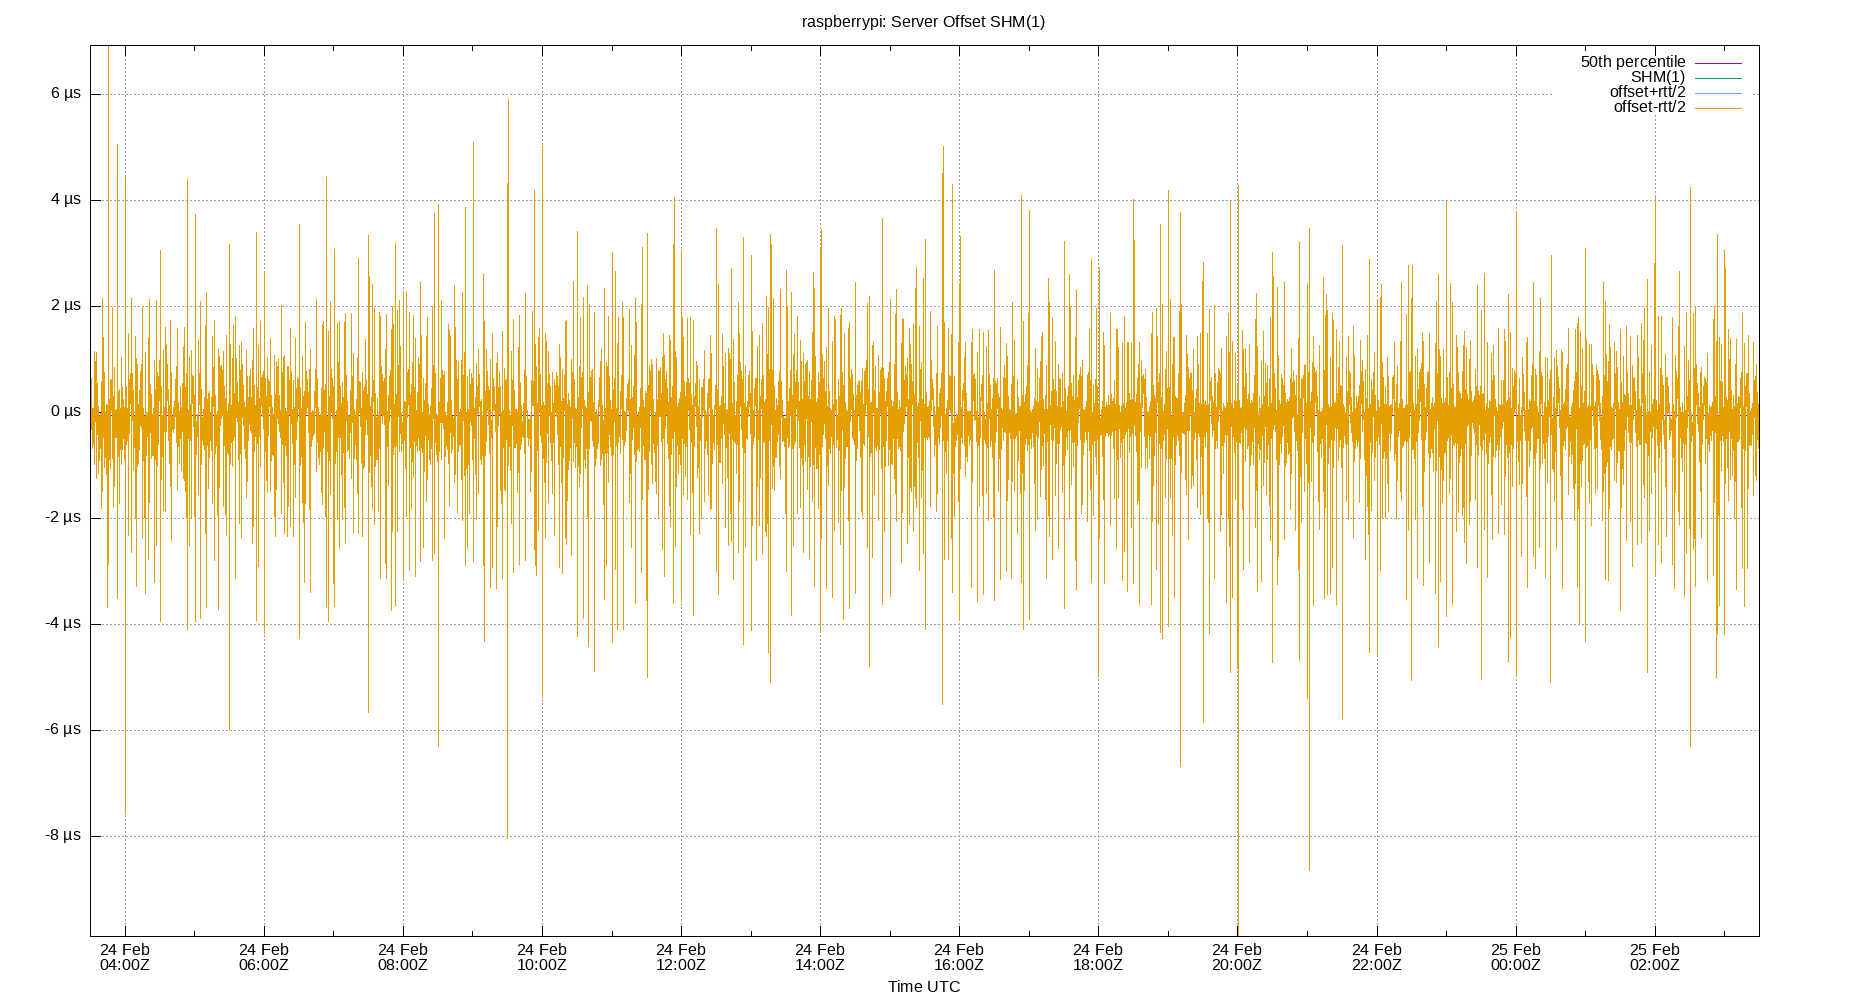 raspberrypi: Server Offset SHM(1)
50th percentile
SHM(1)
offset+rtt/2
offset-rtt/2
6 µs
4 µs
2 µs
0 µs
-2 µs
-4 µs
-6 µs
-8 µs
24 Feb 24 Feb 24 Feb 24 Feb 24 Feb 24 Feb 24 Feb 24 Feb 24 Feb 24 Feb 25 Feb 25 Feb
04:00Z 06:00Z 08:00Z 10:00Z 12:00Z 14:00Z 16:00Z 18:00Z 20:00Z 22:00Z 00:00Z 02:00Z
Time UTC